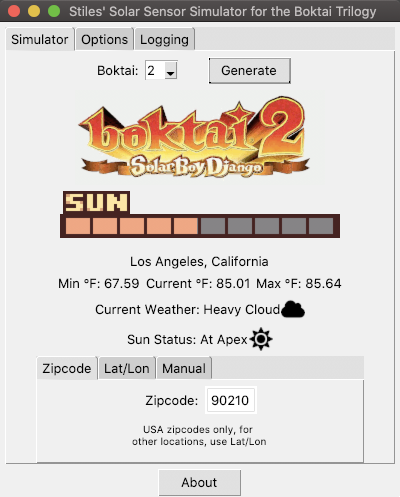 Stiles' Solar Sensor Simulator for the Boktai Trilogy
Simulator Options Logging
Boktai: 2 Generate
boktai 2
Solar Boy Django
SUN
Los Angeles, California
Min °F: 67.59 Current °F: 85.01 Max °F: 85.64
Current Weather: Heavy Cloud
Sun Status: At Apex
Zipcode Lat/Lon Manual
Zipcode: 90210
USA zipcodes only, for
other locations, use Lat/Lon
About